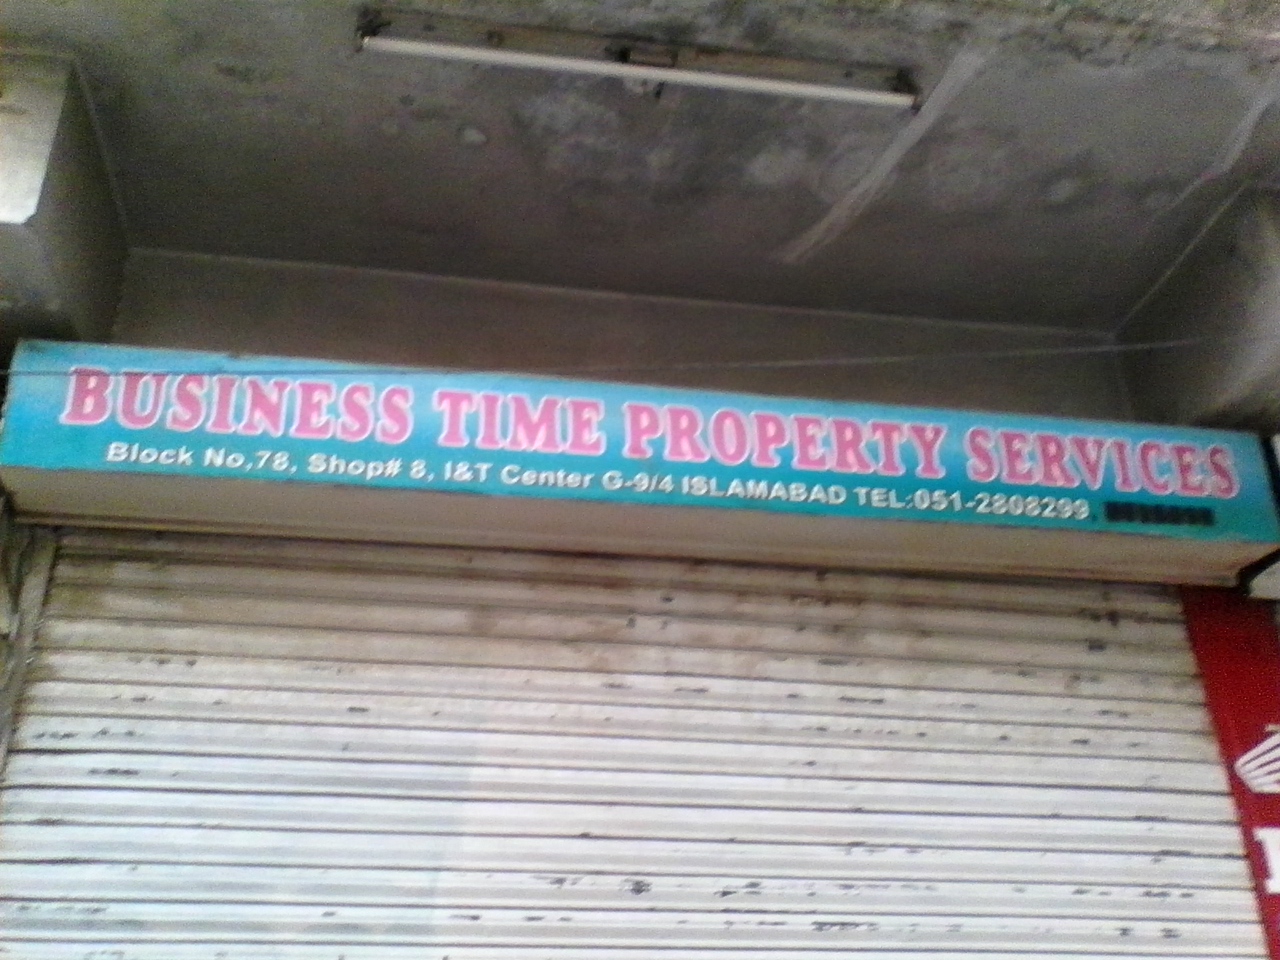 BUSINESS TIME PROPERTY SERVICES
Block No,78, Shop# 8, I&T Center G-9/4 ISLAMABAD TEL:051-2808299,